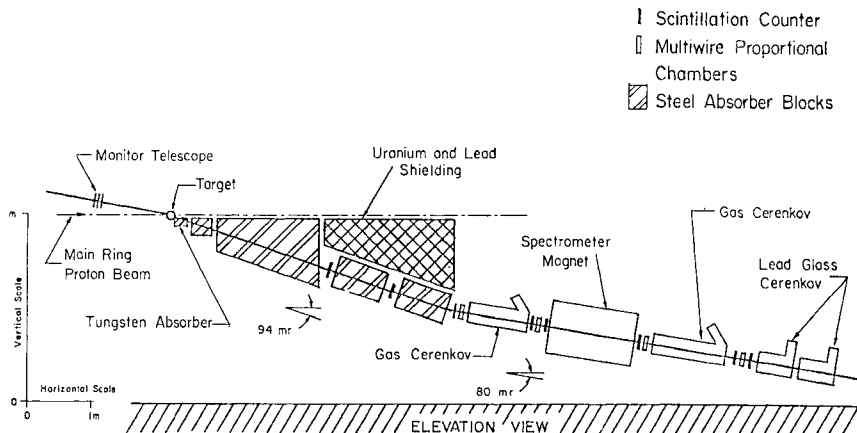 Scintillation Counter
Multiwire Proportional
Chambers
Steel Absorber Blocks
Monitor Telescope
Target
Uranium and Lead
Shielding
Gas Cerenkov
Spectrometer
Magnet
Lead Glass
Cerenkov
m
Main Ring
Proton Beam
Vertical Scale
Tungsten Absorber
94 mr
Gas Cerenkov
80 mr
Horizontal Scale
0
0
1m
ELEVATION VIEW